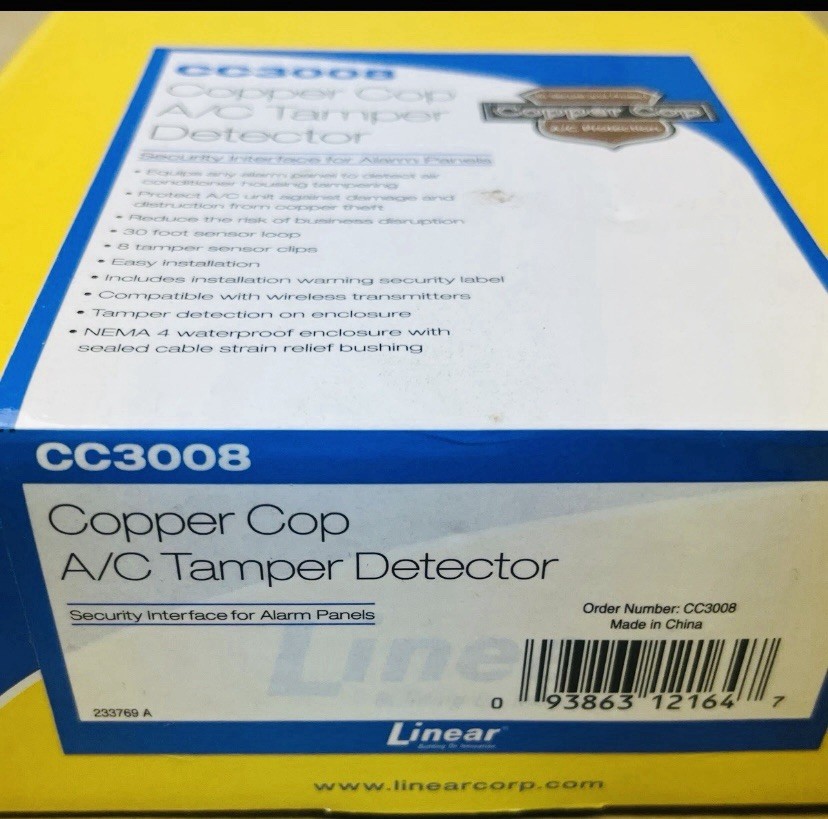 CC3008
Copper Cop
A/C Tamper
Detector
Copper Cop
Security Interface for Alarm Panels
• Equips any alarm panel to detect air
conditioner housing tampering
• Protect A/C unit against damage and
distruction from copper theft
• Reduce the risk of business disruption
• 30 foot sensor loop
• 8 tamper sensor clips
• Easy installation
• Includes installation warning security label
• Compatible with wireless transmitters
• Tamper detection on enclosure
• NEMA 4 waterproof enclosure with
sealed cable strain relief bushing
CC3008
Copper Cop
A/C Tamper Detector
Security Interface for Alarm Panels
Order Number: CC3008
Made in China
Linear
0 93863 12164 7
233769 A
Linear
www.linearcorp.com